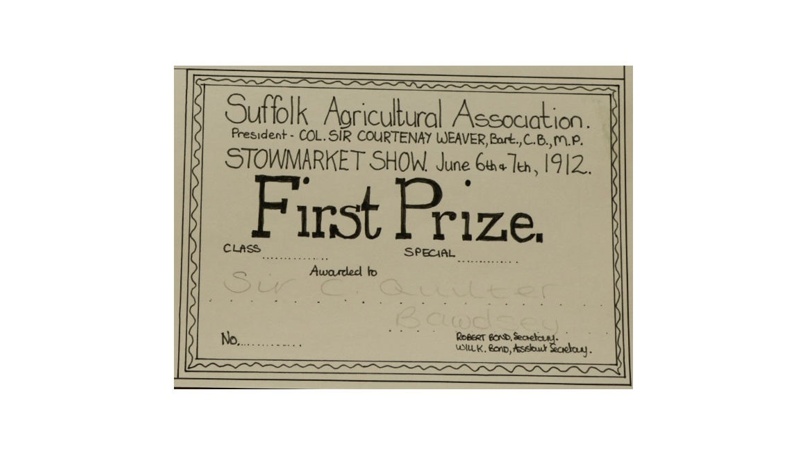 Suffolk Agricultural Association.
President - COL. SIR COURTENAY WEAVER, Bart., C.B., M.P.
STOWMARKET SHOW. June 6th & 7th, 1912.
First Prize.
CLASS .............. SPECIAL ..............
Awarded to
Sir C. Quilter
Bawdsey
No. ..............
ROBERT BOND, Secretary.
WILL K. BOND, Assistant Secretary.